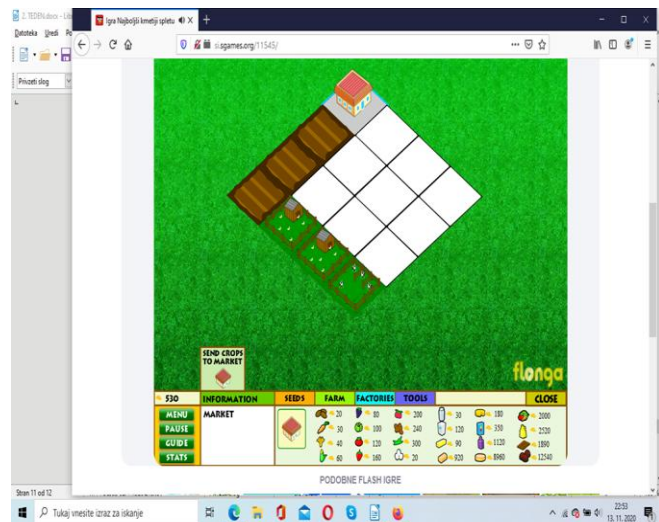 2. TEDEN.docx - Lib
Igra Najboljši kmetiji spletu
Datoteka Uredi
si.sgames.org/11545/
Privzeti slog
SEND CROPS
TO MARKET
flonga
530 INFORMATION SEEDS FARM FACTORIES TOOLS CLOSE
MENU MARKET 20 80 200 30 180 2000
PAUSE 30 100 240 120 350 2520
GUIDE 40 120 300 90 1120 1890
STATS 60 160 20 920 8960 12540
PODOBNE FLASH IGRE
Stran 11 od 12
Tukaj vnesite izraz za iskanje
22:53
13. 11. 2020